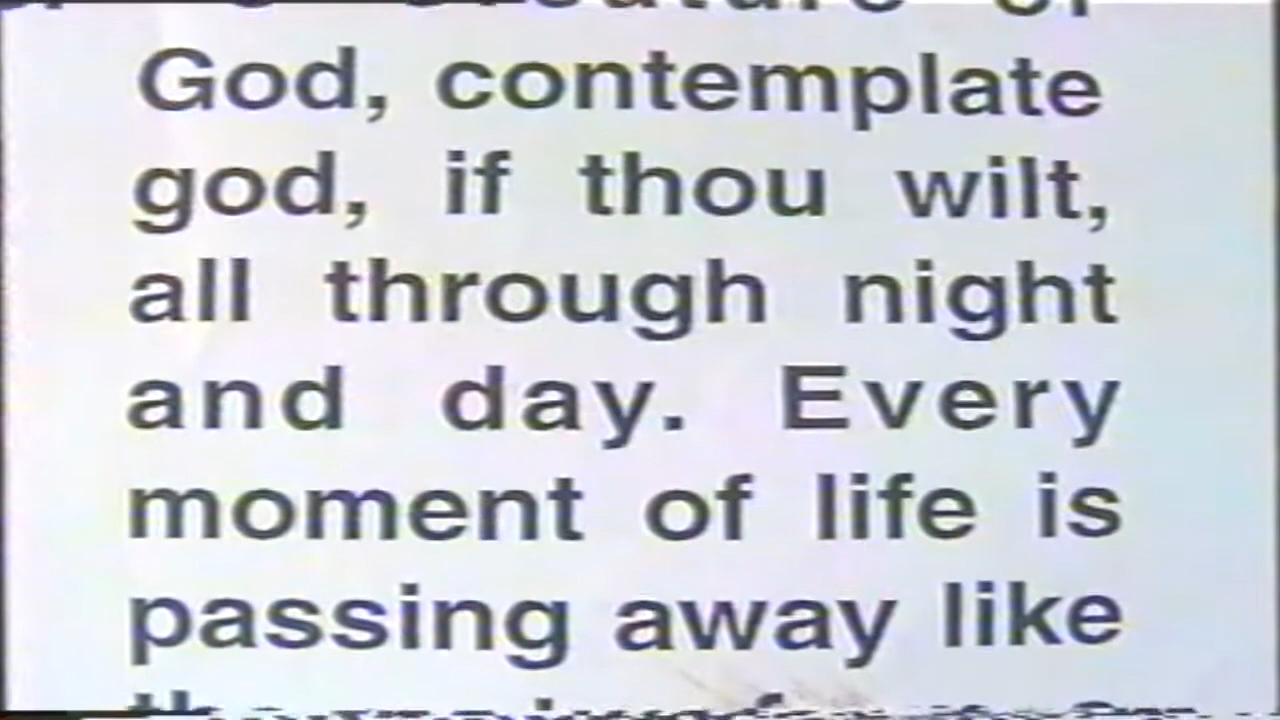 God, contemplate
god, if thou wilt,
all through night
and day. Every
moment of life is
passing away like